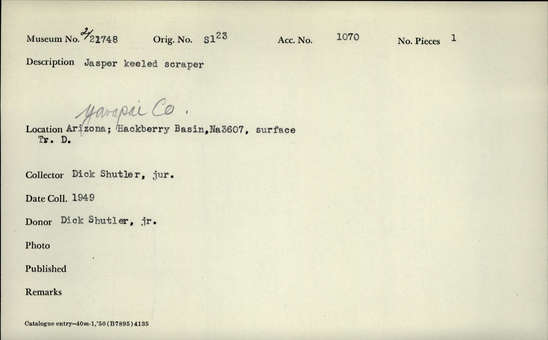 Museum No. 2/21748 Orig. No. S1 23 Acc. No. 1070 No. Pieces 1
Description Jasper keeled scraper
Yavapai Co.
Location Arizona; Hackberry Basin,Na3607, surface
Tr. D.
Collector Dick Shutler, jur.
Date Coll. 1949
Donor Dick Shutler, jr.
Photo
Published
Remarks
Catalogue entry—40m-1,'50 (B7895) 4135